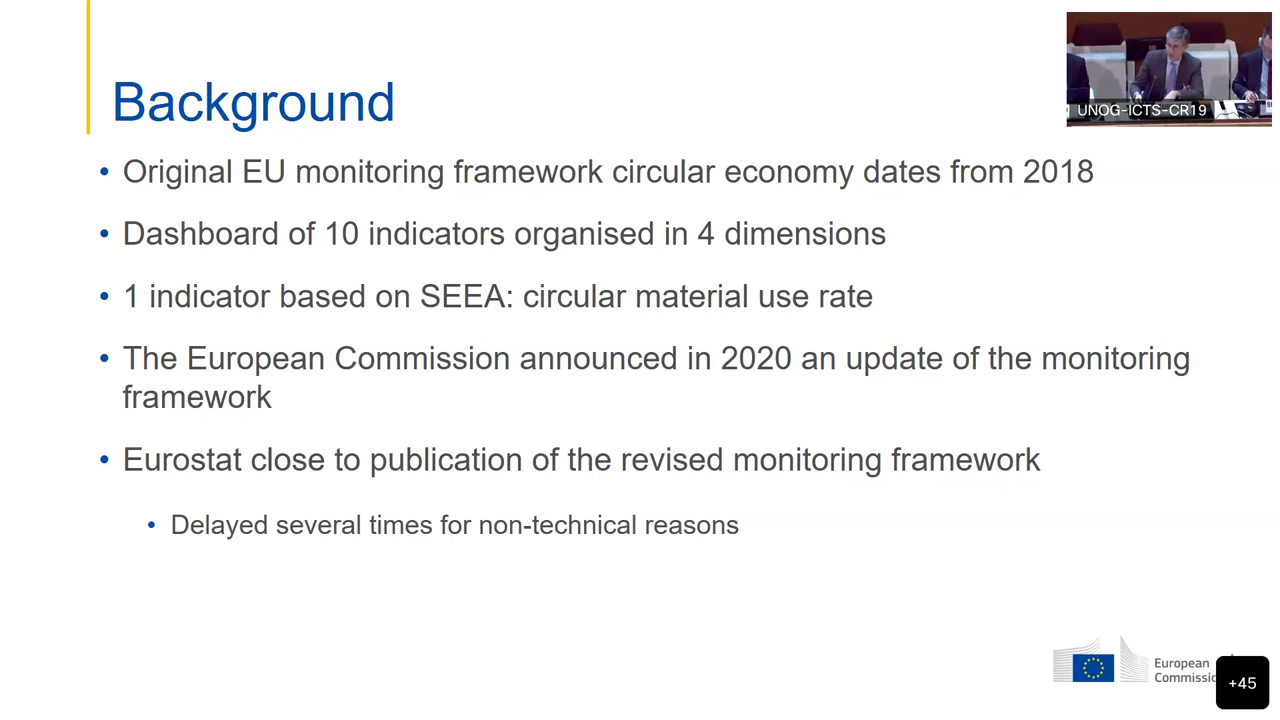 Background
UNOG-ICTS-CR19
• Original EU monitoring framework circular economy dates from 2018
• Dashboard of 10 indicators organised in 4 dimensions
• 1 indicator based on SEEA: circular material use rate
• The European Commission announced in 2020 an update of the monitoring
framework
• Eurostat close to publication of the revised monitoring framework
• Delayed several times for non-technical reasons
European
Commissi
+45